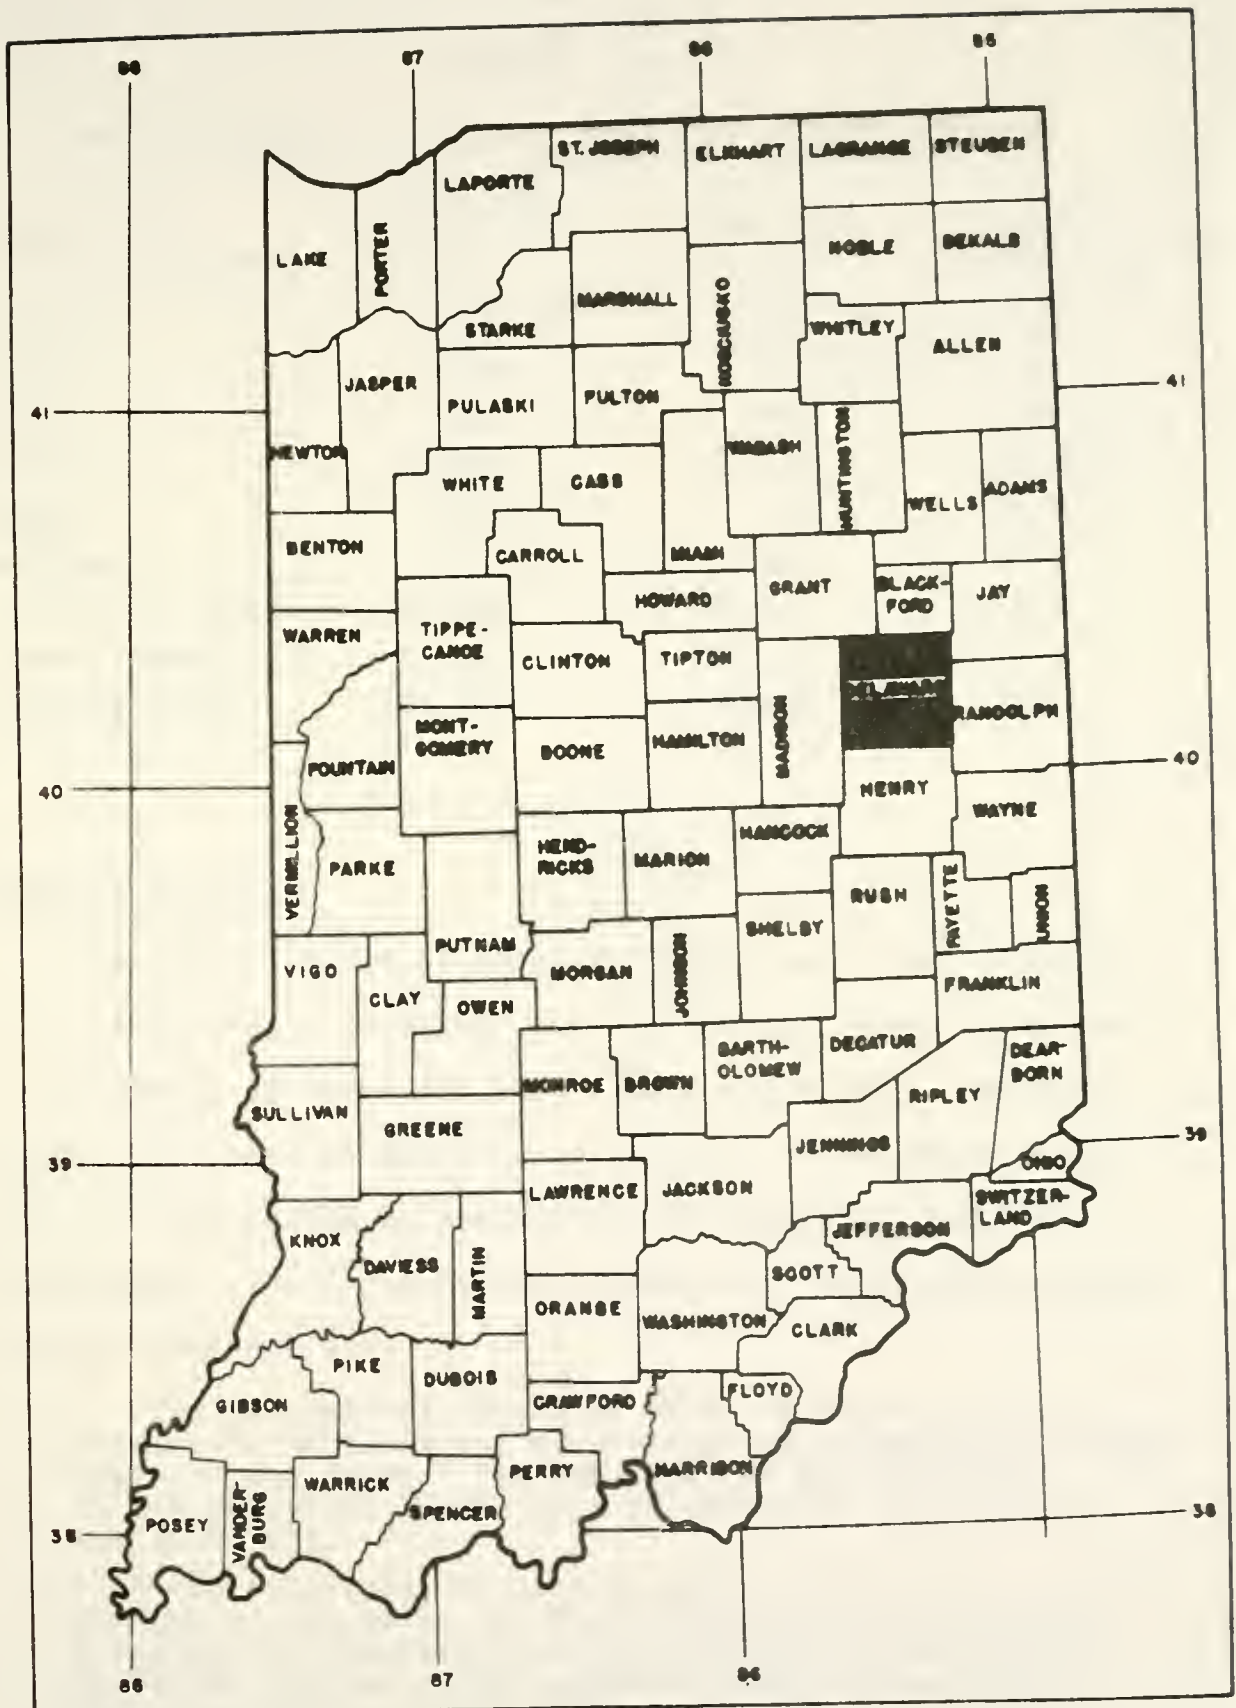 88
87
86
85
ST. JOSEPH
ELKHART
LAGRANGE
STEUBEN
LAPORTE
LAKE
PORTER
NOBLE
DEKALB
MARSHALL
KOSCIUSKO
STARKE
WHITLEY
ALLEN
JASPER
41
41
PULASKI
FULTON
NEWTON
WABASH
HUNTINGTON
WHITE
CASS
WELLS
ADAMS
BENTON
CARROLL
MIAMI
GRANT
BLACK-
FORD
JAY
HOWARD
WARREN
TIPPE-
CANOE
CLINTON
TIPTON
DELAWARE
RANDOLPH
MONT-
GOMERY
BOONE
HAMILTON
MADISON
FOUNTAIN
40
40
HENRY
WAYNE
VERMILLION
PARKE
HEND-
RICKS
MARION
HANCOCK
RUSH
FAYETTE
UNION
PUTNAM
SHELBY
VIGO
MORGAN
JOHNSON
FRANKLIN
CLAY
OWEN
MONROE
BROWN
BARTH-
OLOMEW
DECATUR
DEAR-
BORN
RIPLEY
SULLIVAN
GREENE
JENNINGS
39
39
OHIO
LAWRENCE
JACKSON
SWITZER-
LAND
JEFFERSON
KNOX
DAVIESS
MARTIN
SCOTT
ORANGE
WASHINGTON
CLARK
PIKE
DUBOIS
FLOYD
GIBSON
CRAWFORD
HARRISON
PERRY
WARRICK
SPENCER
POSEY
VANDER-
BURG
38
38
88
87
86